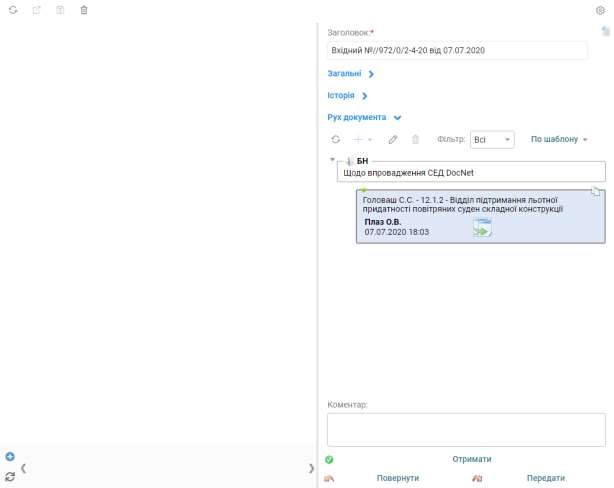 Заголовок:*
Вхідний №//972/0/2-4-20 від 07.07.2020
Загальні
Історія
Рух документа
Фільтр: Всі По шаблону
БН
Щодо впровадження СЕД DocNet
Головаш С.С. - 12.1.2 - Відділ підтримання льотної
придатності повітряних суден складної конструкції
Плаз О.В.
07.07.2020 18:03
Коментар:
Отримати
Повернути Передати